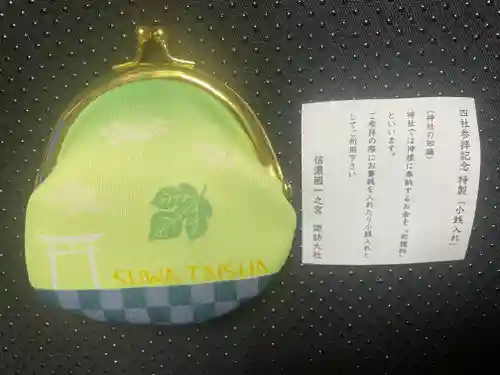 SUWA TAISHA
四社参拝記念 特製「小銭入れ」
（神社の知識）
神社では神様に奉納するお金を〝初穂料〟
といいます。
ご参拝の際にお賽銭を入れたり小銭入れと
してご利用下さい
信濃國一之宮 諏訪大社